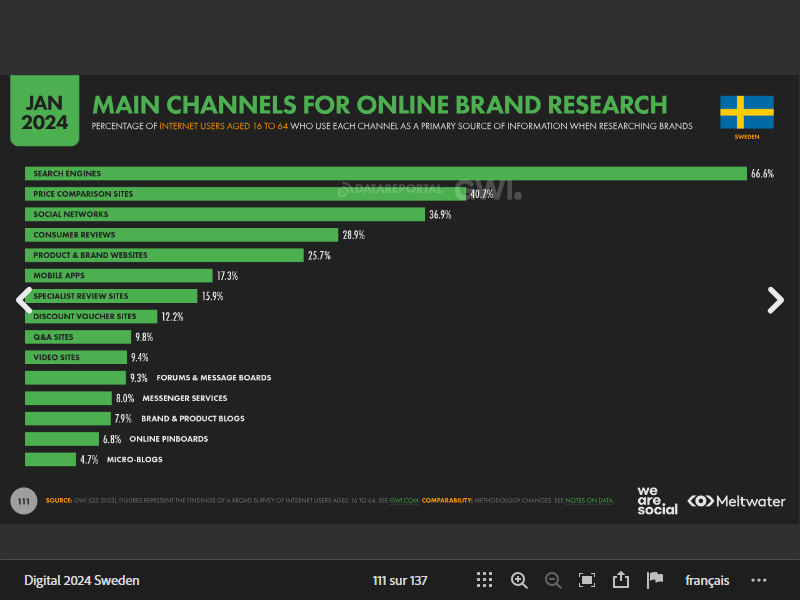 JAN
2024
MAIN CHANNELS FOR ONLINE BRAND RESEARCH
PERCENTAGE OF INTERNET USERS AGED 16 TO 64 WHO USE EACH CHANNEL AS A PRIMARY SOURCE OF INFORMATION WHEN RESEARCHING BRANDS
SWEDEN
SEARCH ENGINES 66.6%
DATAREPORTAL GWI.
PRICE COMPARISON SITES 40.7%
SOCIAL NETWORKS 36.9%
CONSUMER REVIEWS 28.9%
PRODUCT & BRAND WEBSITES 25.7%
MOBILE APPS 17.3%
SPECIALIST REVIEW SITES 15.9%
DISCOUNT VOUCHER SITES 12.2%
Q&A SITES 9.8%
VIDEO SITES 9.4%
9.3% FORUMS & MESSAGE BOARDS
8.0% MESSENGER SERVICES
7.9% BRAND & PRODUCT BLOGS
6.8% ONLINE PINBOARDS
4.7% MICRO-BLOGS
111
SOURCE: GWI (Q3 2023). FIGURES REPRESENT THE FINDINGS OF A BROAD SURVEY OF INTERNET USERS AGED 16 TO 64. SEE GWI.COM. COMPARABILITY: METHODOLOGY CHANGES. SEE NOTES ON DATA.
we
are
social
Meltwater
Digital 2024 Sweden
111 sur 137
français